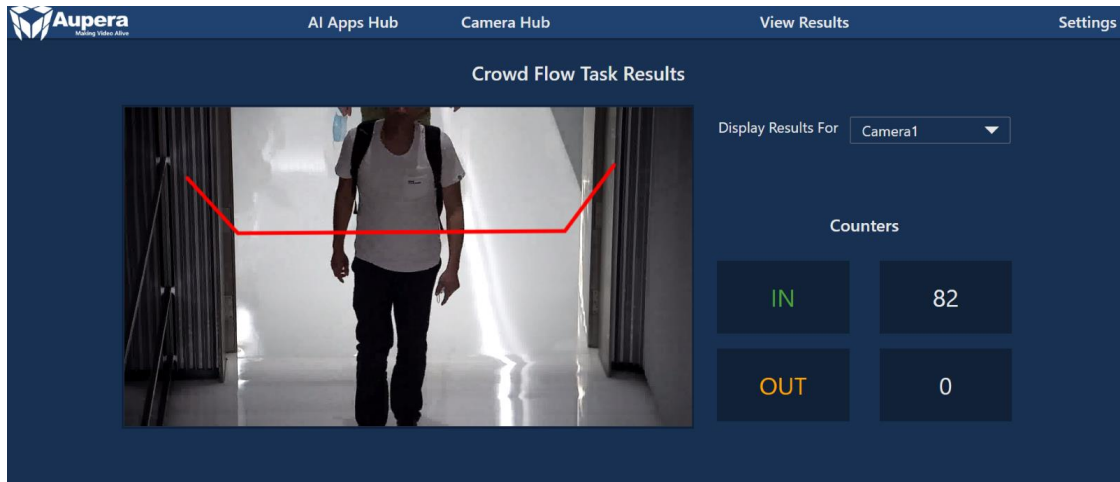 Aupera
Making Video Alive
AI Apps Hub
Camera Hub
View Results
Settings
Crowd Flow Task Results
Display Results For
Camera1
Counters
IN
82
OUT
0